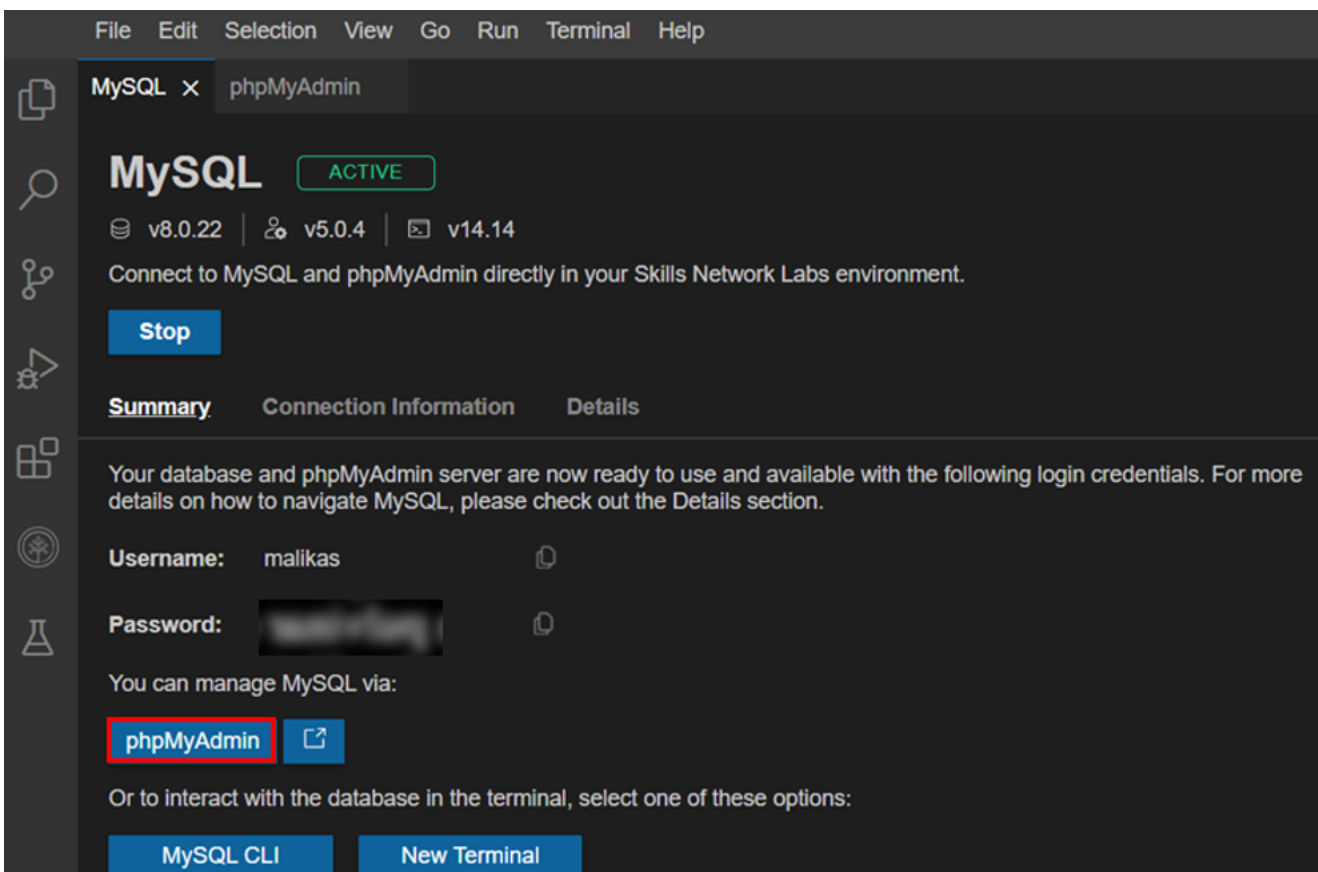 File Edit Selection View Go Run Terminal Help
MySQL phpMyAdmin
MySQL ACTIVE
v8.0.22 v5.0.4 v14.14
Connect to MySQL and phpMyAdmin directly in your Skills Network Labs environment.
Stop
Summary Connection Information Details
Your database and phpMyAdmin server are now ready to use and available with the following login credentials. For more
details on how to navigate MySQL, please check out the Details section.
Username: malikas
Password:
You can manage MySQL via:
phpMyAdmin
Or to interact with the database in the terminal, select one of these options:
MySQL CLI New Terminal